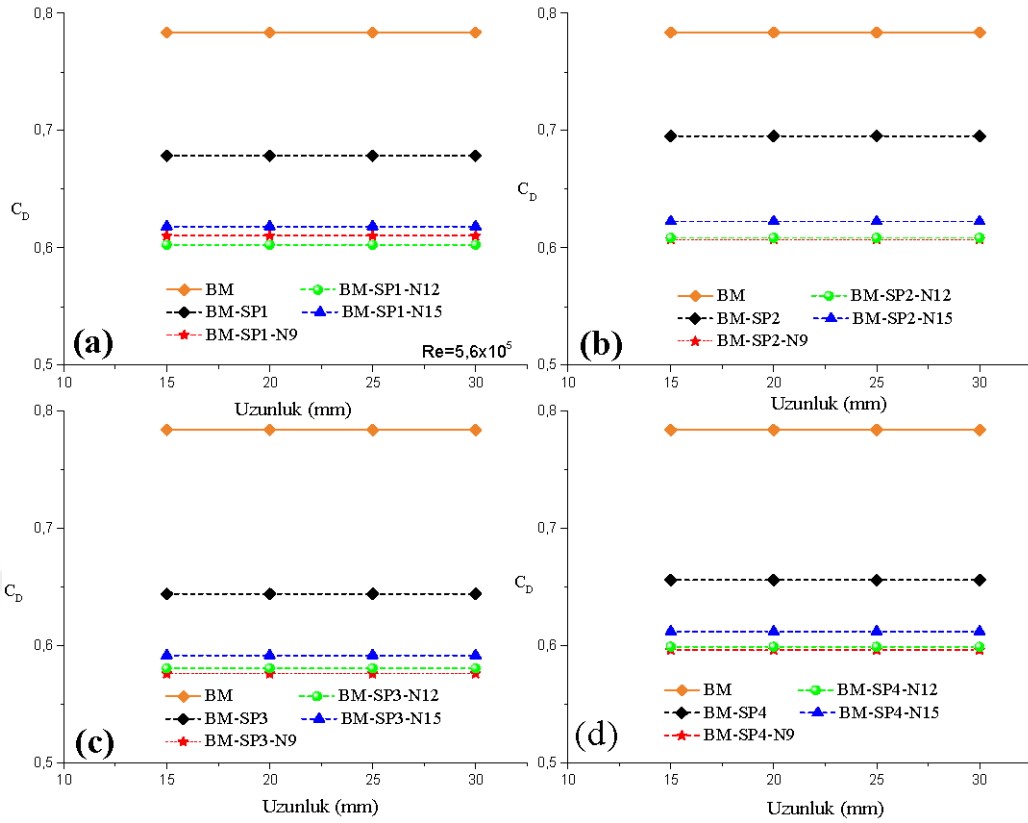 0,8
0,7
0,6
0,5
C_D
BM
BM-SP1
BM-SP1-N9
BM-SP1-N12
BM-SP1-N15
(a)
Re=5,6x10^5
10 15 20 25 30
Uzunluk (mm)
0,8
0,7
0,6
0,5
C_D
BM
BM-SP2
BM-SP2-N9
BM-SP2-N12
BM-SP2-N15
(b)
10 15 20 25 30
Uzunluk (mm)
0,8
0,7
0,6
0,5
C_D
BM
BM-SP3
BM-SP3-N9
BM-SP3-N12
BM-SP3-N15
(c)
10 15 20 25 30
Uzunluk (mm)
0,8
0,7
0,6
0,5
C_D
BM
BM-SP4
BM-SP4-N9
BM-SP4-N12
BM-SP4-N15
(d)
10 15 20 25 30
Uzunluk (mm)